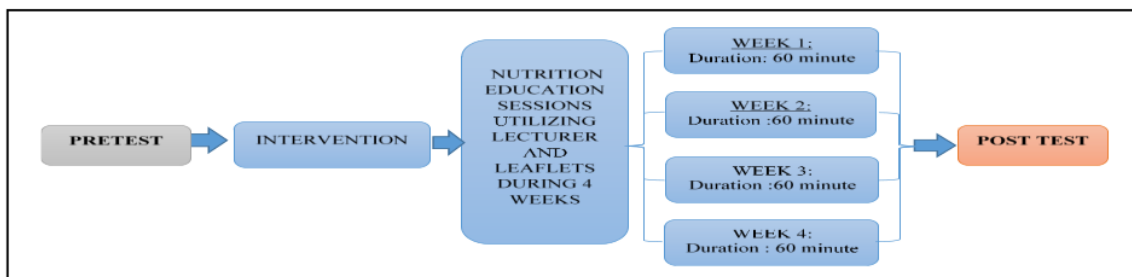 PRETEST
INTERVENTION
NUTRITION
EDUCATION
SESSIONS
UTILIZING
LECTURER
AND
LEAFLETS
DURING 4
WEEKS
WEEK 1:
Duration: 60 minute
WEEK 2:
Duration :60 minute
WEEK 3:
Duration :60 minute
WEEK 4:
Duration : 60 minute
POST TEST